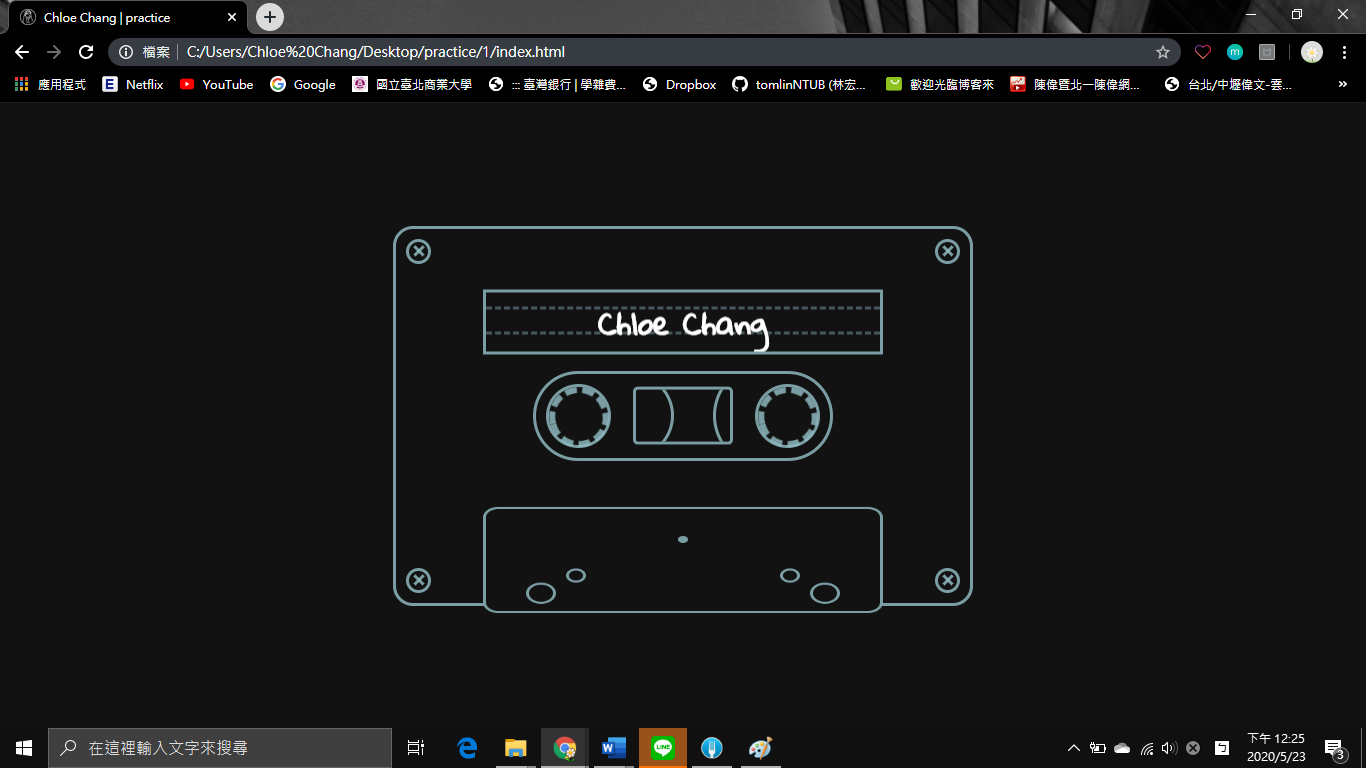 Chloe Chang | practice
檔案
C:/Users/Chloe%20Chang/Desktop/practice/1/index.html
應用程式 Netflix YouTube Google 國立臺北商業大學 ::: 臺灣銀行 | 學雜費... Dropbox tomlinNTUB (林宏... 歡迎光臨博客來 陳偉暨北一陳偉網... 台北/中壢偉文-雲... »
Chloe Chang
在這裡輸入文字來搜尋
下午 12:25
2020/5/23
3